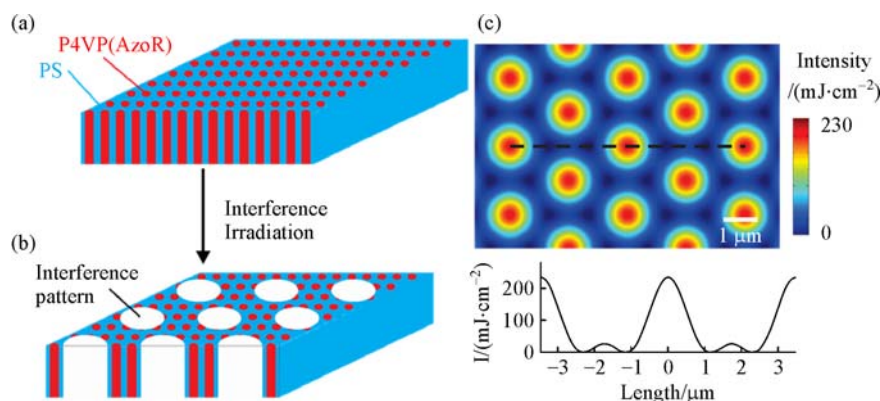 (a)
P4VP(AzoR)
PS
Interference
Irradiation
(b)
Interference
pattern
(c)
Intensity
/(mJ·cm⁻²)
230
0
1 μm
I/(mJ·cm⁻²)
200
100
0
−3 −2 −1 0 1 2 3
Length/μm